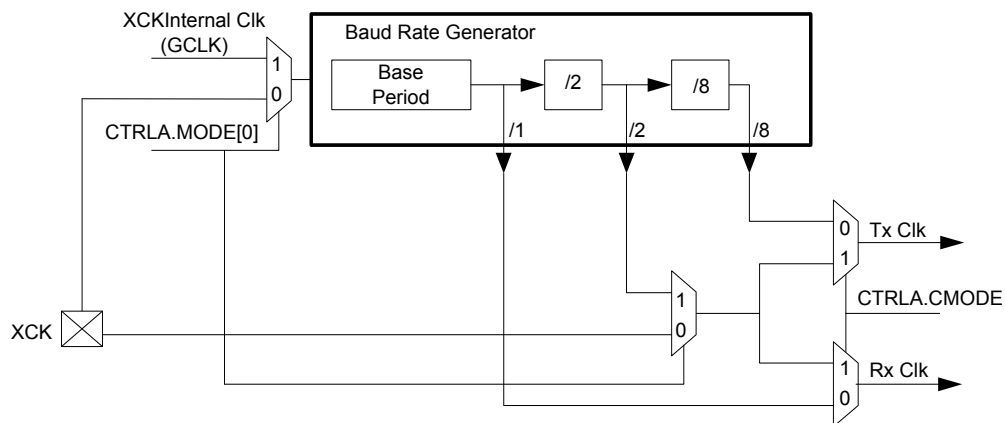 XCKInternal Clk
(GCLK)
Baud Rate Generator
1
0
Base
Period
/2
/8
CTRLA.MODE[0]
/1
/2
/8
0
Tx Clk
1
CTRLA.CMODE
1
0
XCK
1
Rx Clk
0